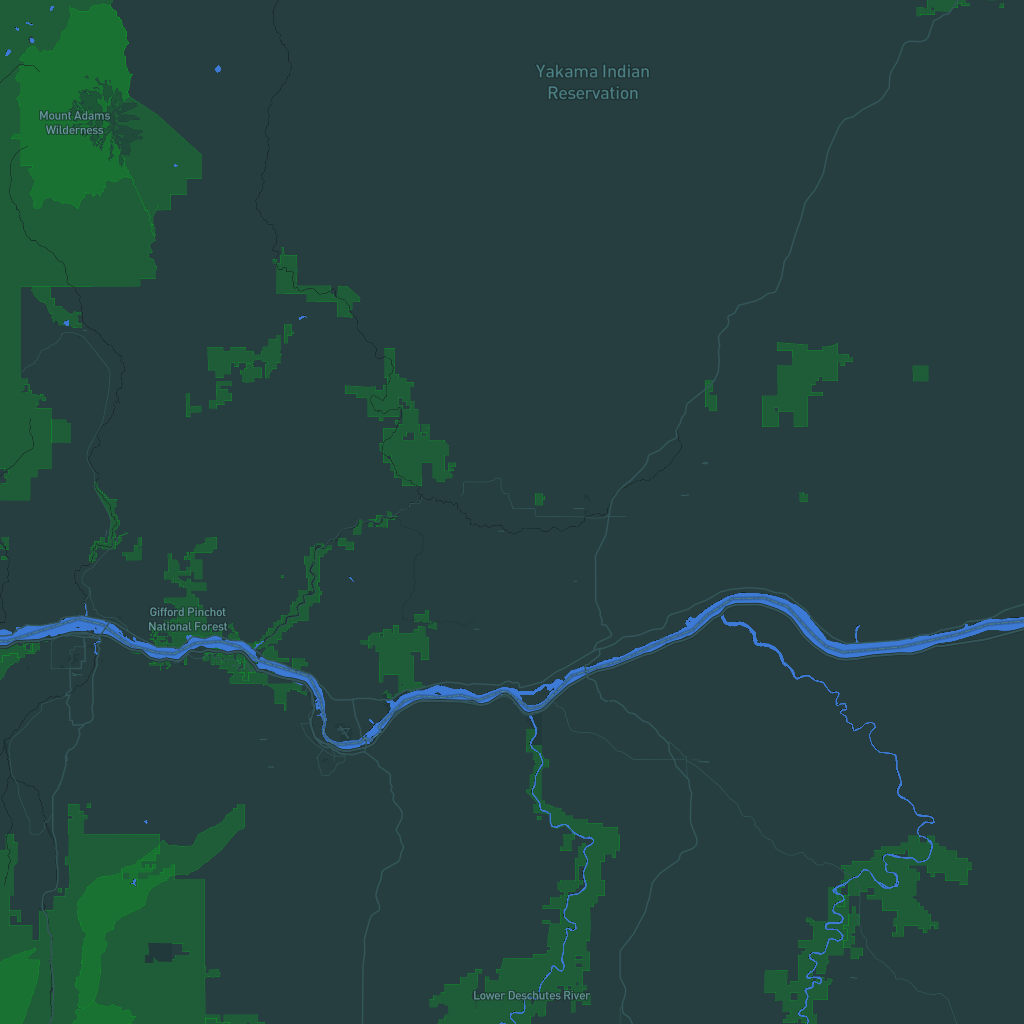 Yakama Indian
Reservation
Mount Adams
Wilderness
Gifford Pinchot
National Forest
Lower Deschutes River